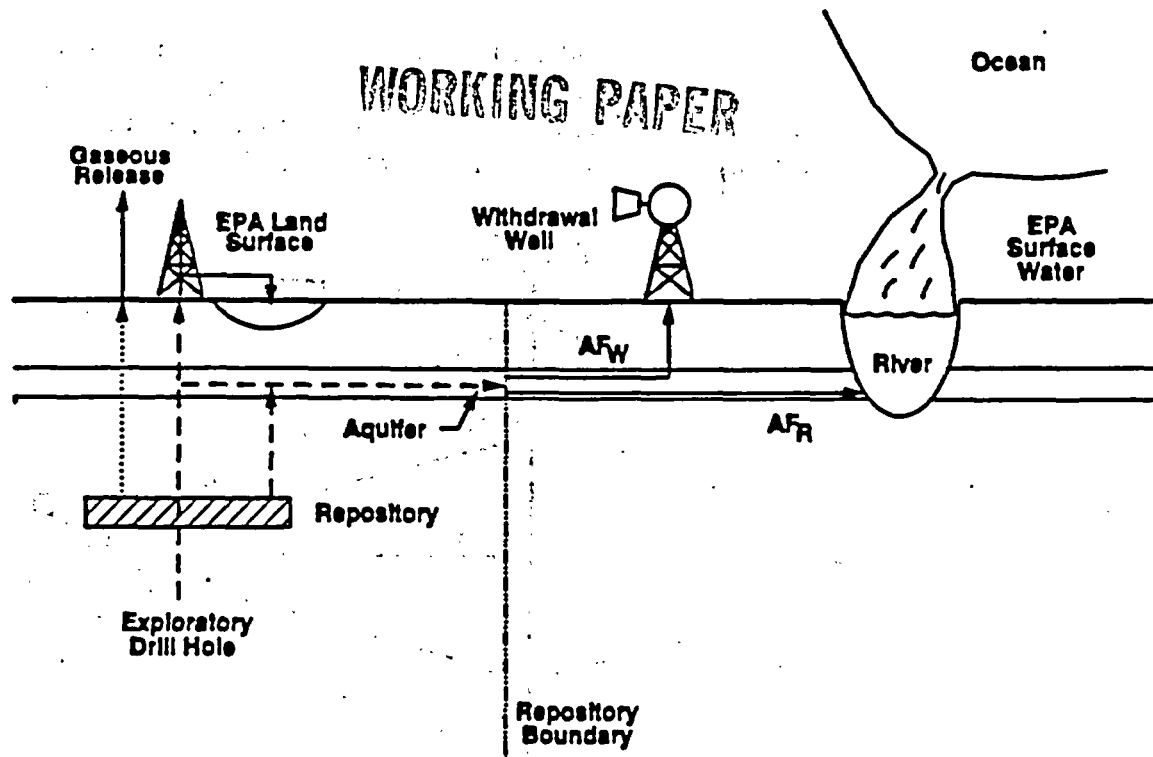 WORKING PAPER
Ocean
Gaseous
Release
EPA Land
Surface
Withdrawal
Well
EPA
Surface
Water
AFW
River
Aquifer
AFR
Repository
Exploratory
Drill Hole
Repository
Boundary